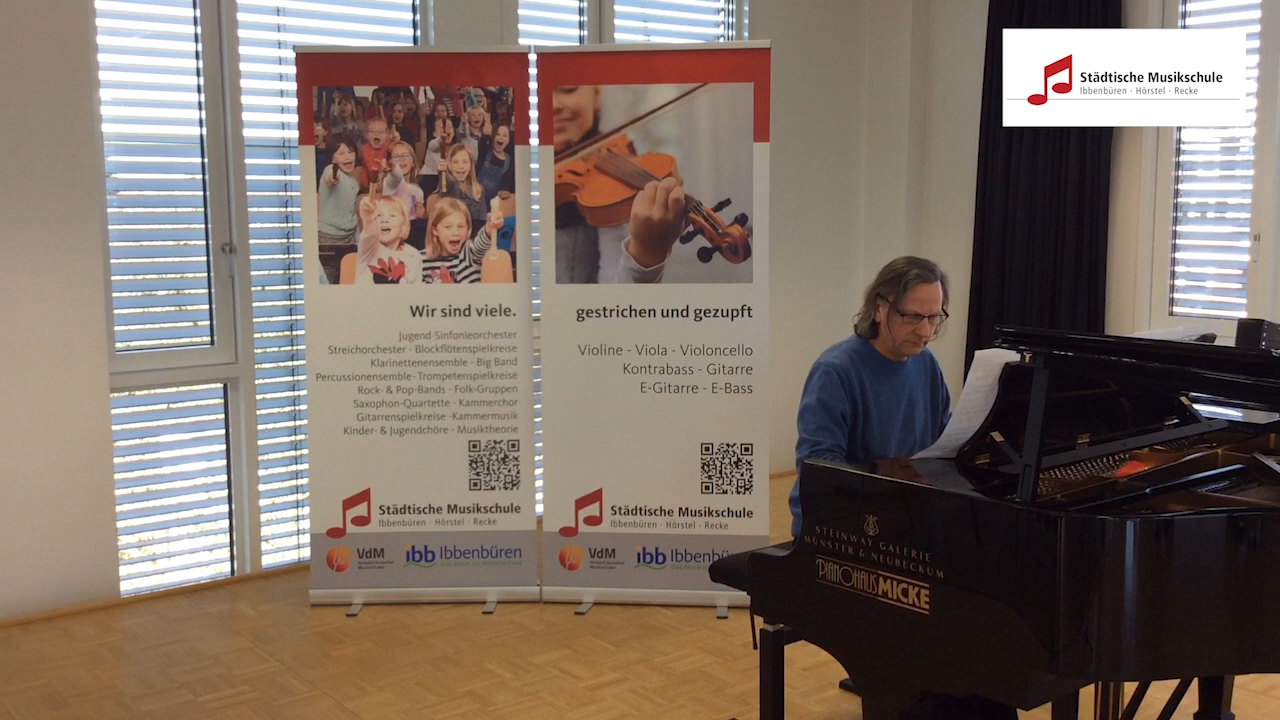 Städtische Musikschule
Ibbenbüren · Hörstel · Recke
Wir sind viele.
Jugend-Sinfonieorchester
Streichorchester · Blockflötenspielkreise
Klarinettenensemble · Big Band
Percussionensemble · Trompetenspielkreise
Rock- & Pop-Bands · Folk-Gruppen
Saxophon-Quartette · Kammerchor
Gitarrenspielkreise · Kammermusik
Kinder- & Jugendchöre · Musiktheorie
Städtische Musikschule
Ibbenbüren · Hörstel · Recke
VdM
ibb Ibbenbüren
gestrichen und gezupft
Violine - Viola - Violoncello
Kontrabass - Gitarre
E-Gitarre - E-Bass
Städtische Musikschule
Ibbenbüren · Hörstel · Recke
VdM
ibb Ibbenbü
STEINWAY GALERIE
MÜNSTER & NEUBECKUM
PIANOHAUS MICKE